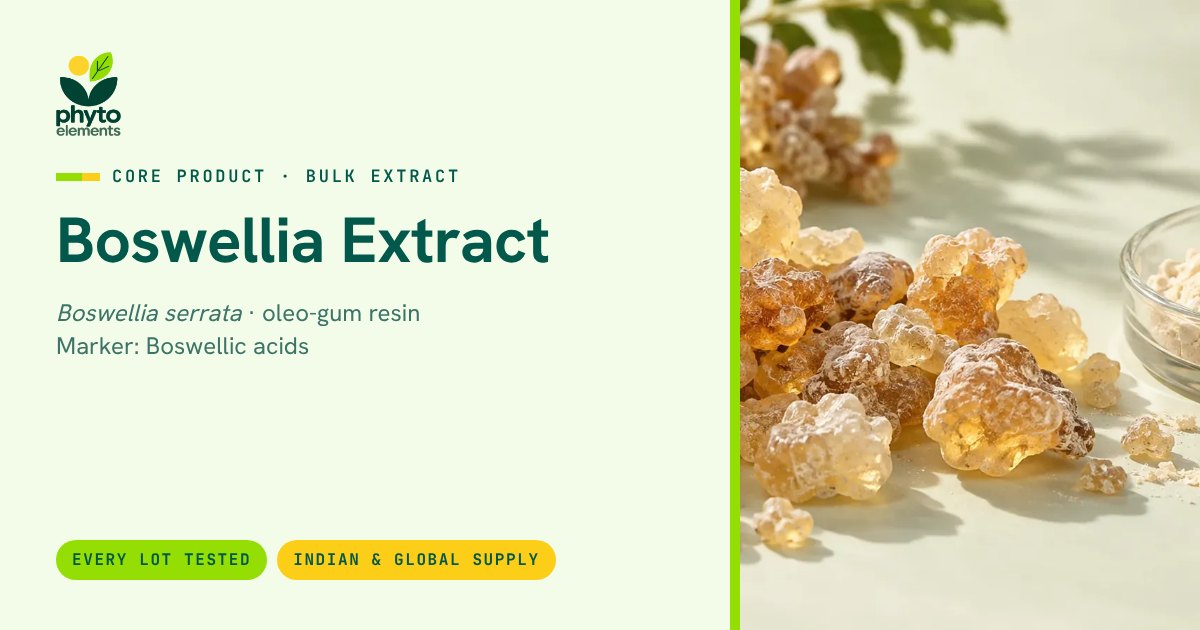 phyto
elements
CORE PRODUCT · BULK EXTRACT
Boswellia Extract
Boswellia serrata · oleo-gum resin
Marker: Boswellic acids
EVERY LOT TESTED
INDIAN & GLOBAL SUPPLY